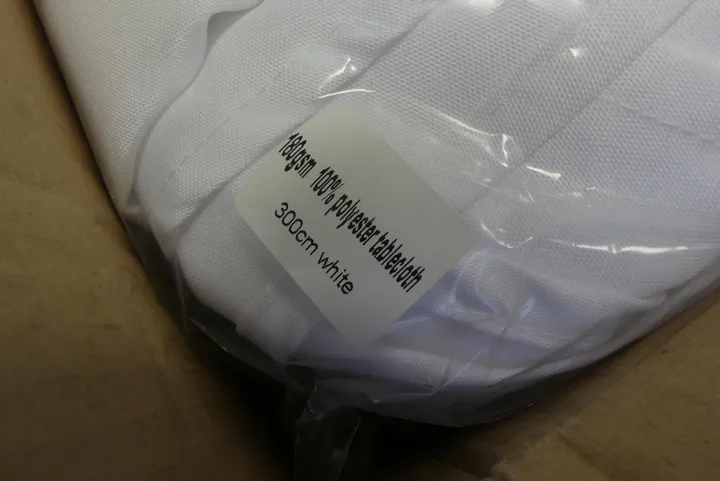 180gsm 100% polyester tablecloth
300cm white